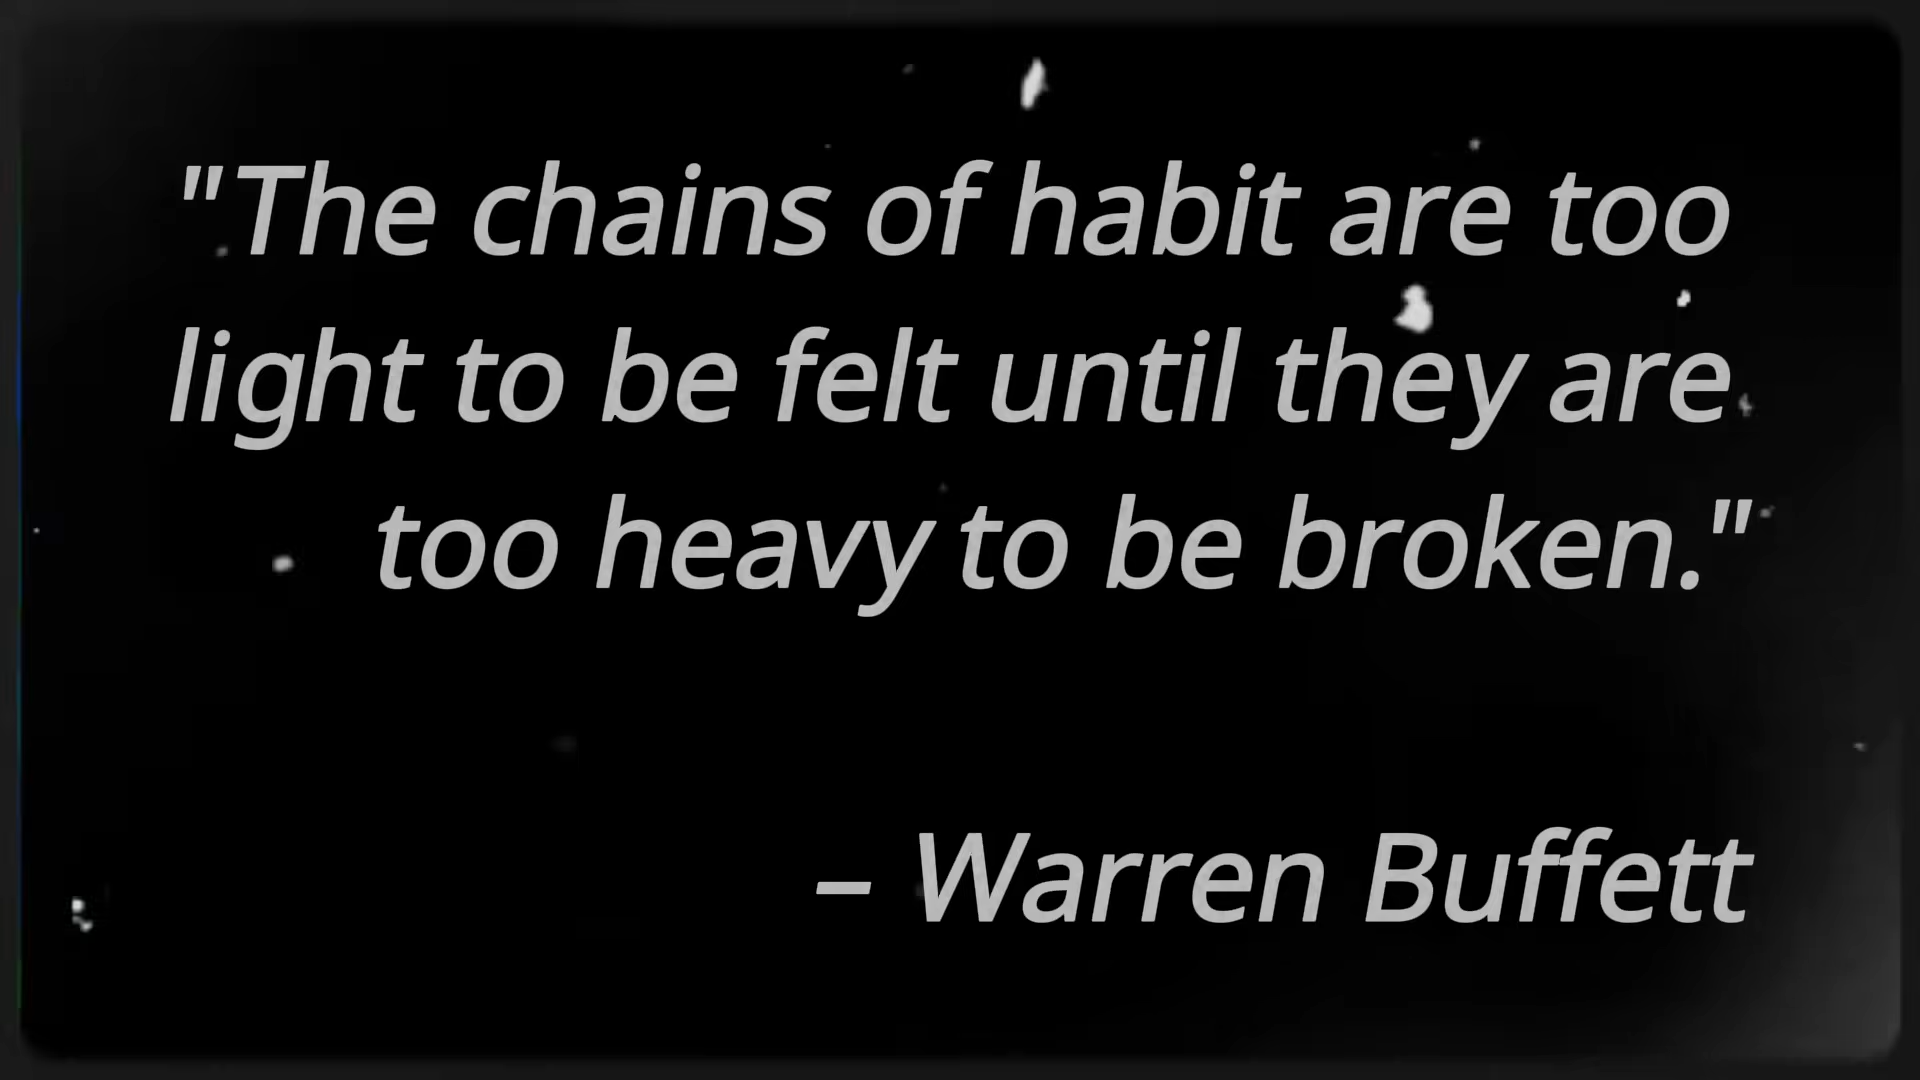 "The chains of habit are too
light to be felt until they are
too heavy to be broken."
– Warren Buffett